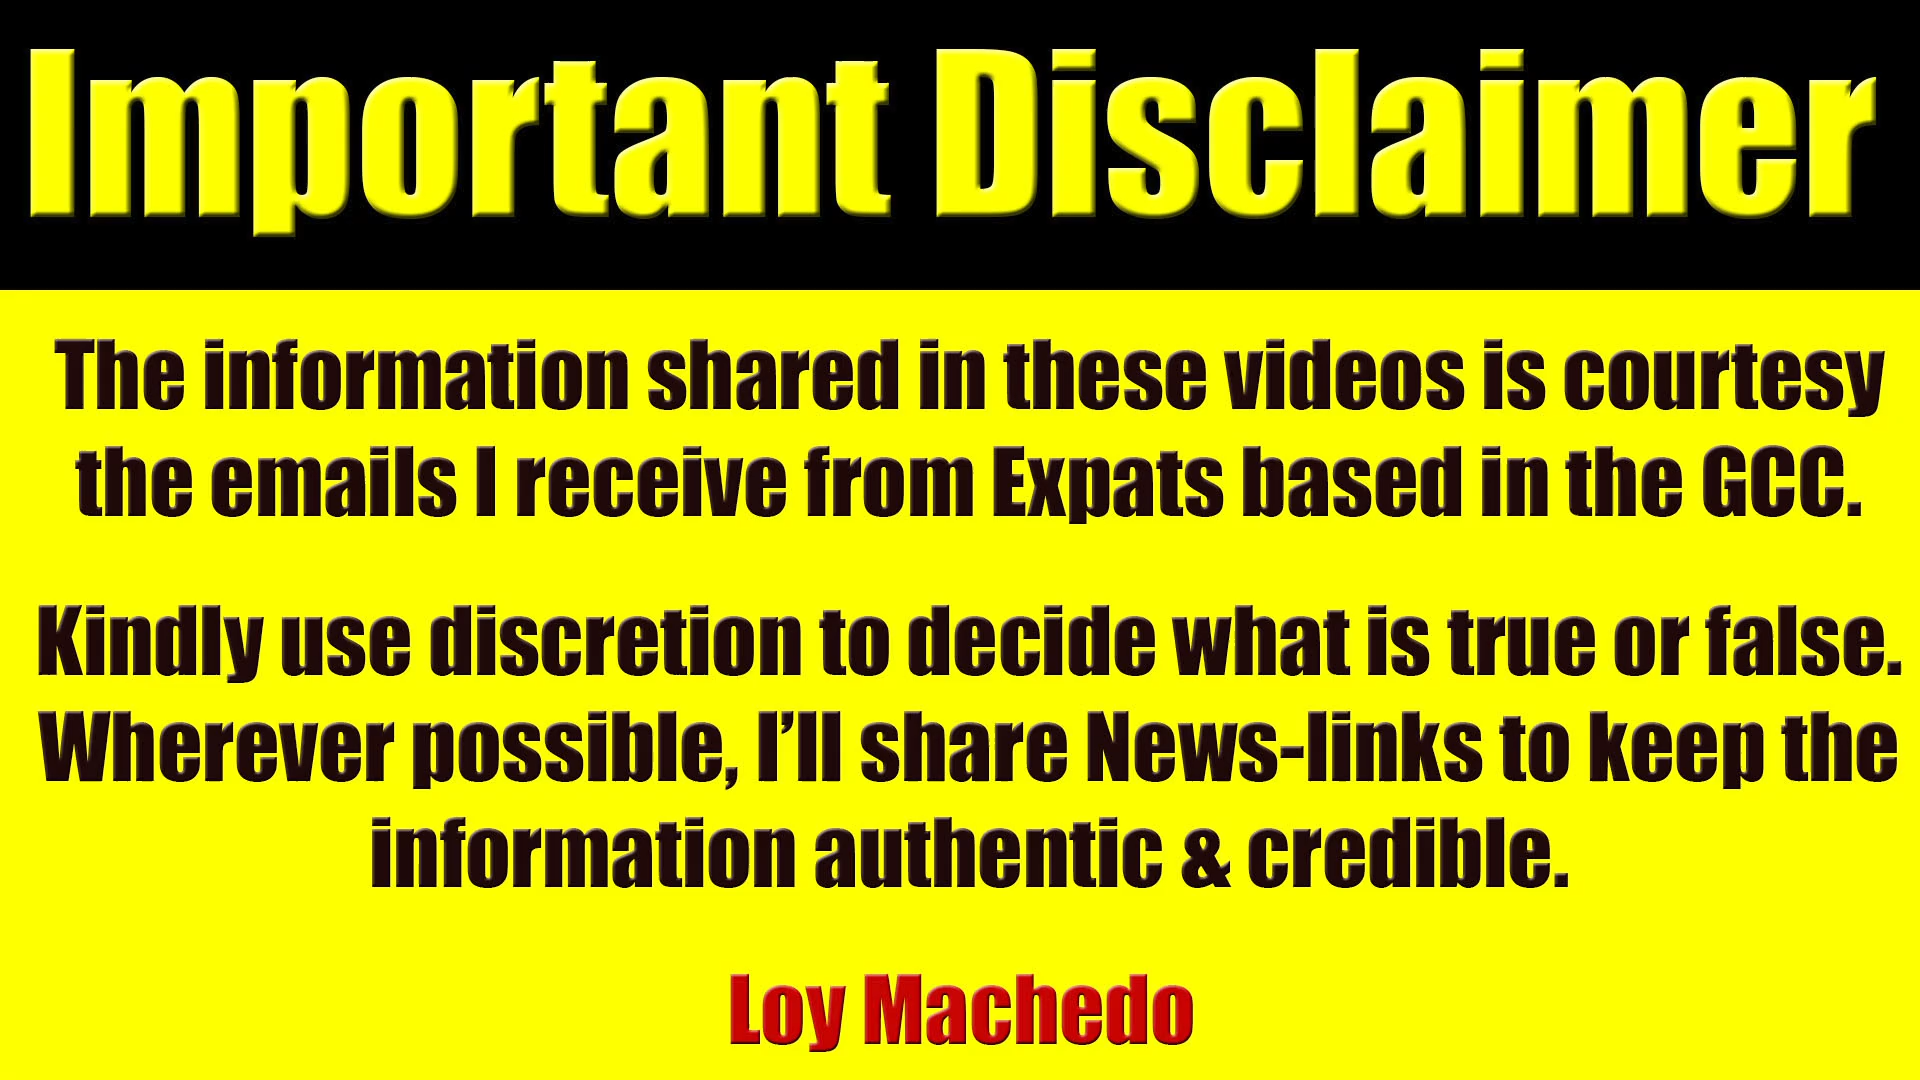 Important Disclaimer
The information shared in these videos is courtesy
the emails I receive from Expats based in the GCC.
Kindly use discretion to decide what is true or false.
Wherever possible, I’ll share News-links to keep the
information authentic & credible.
Loy Machedo